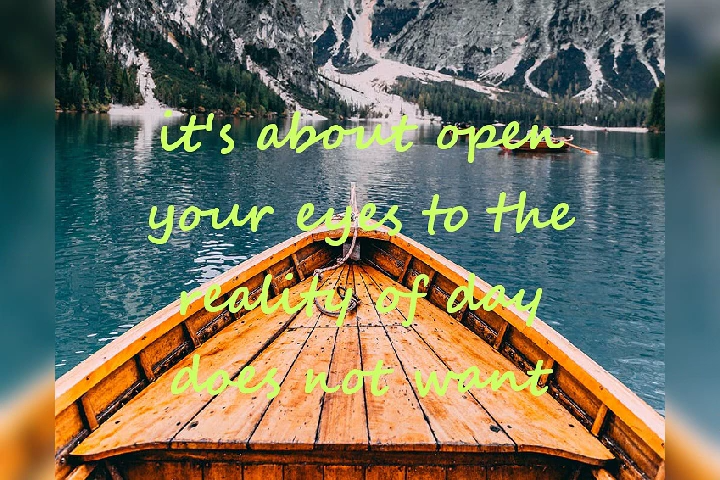 it's about open
your eyes to the
reality of day
does not want